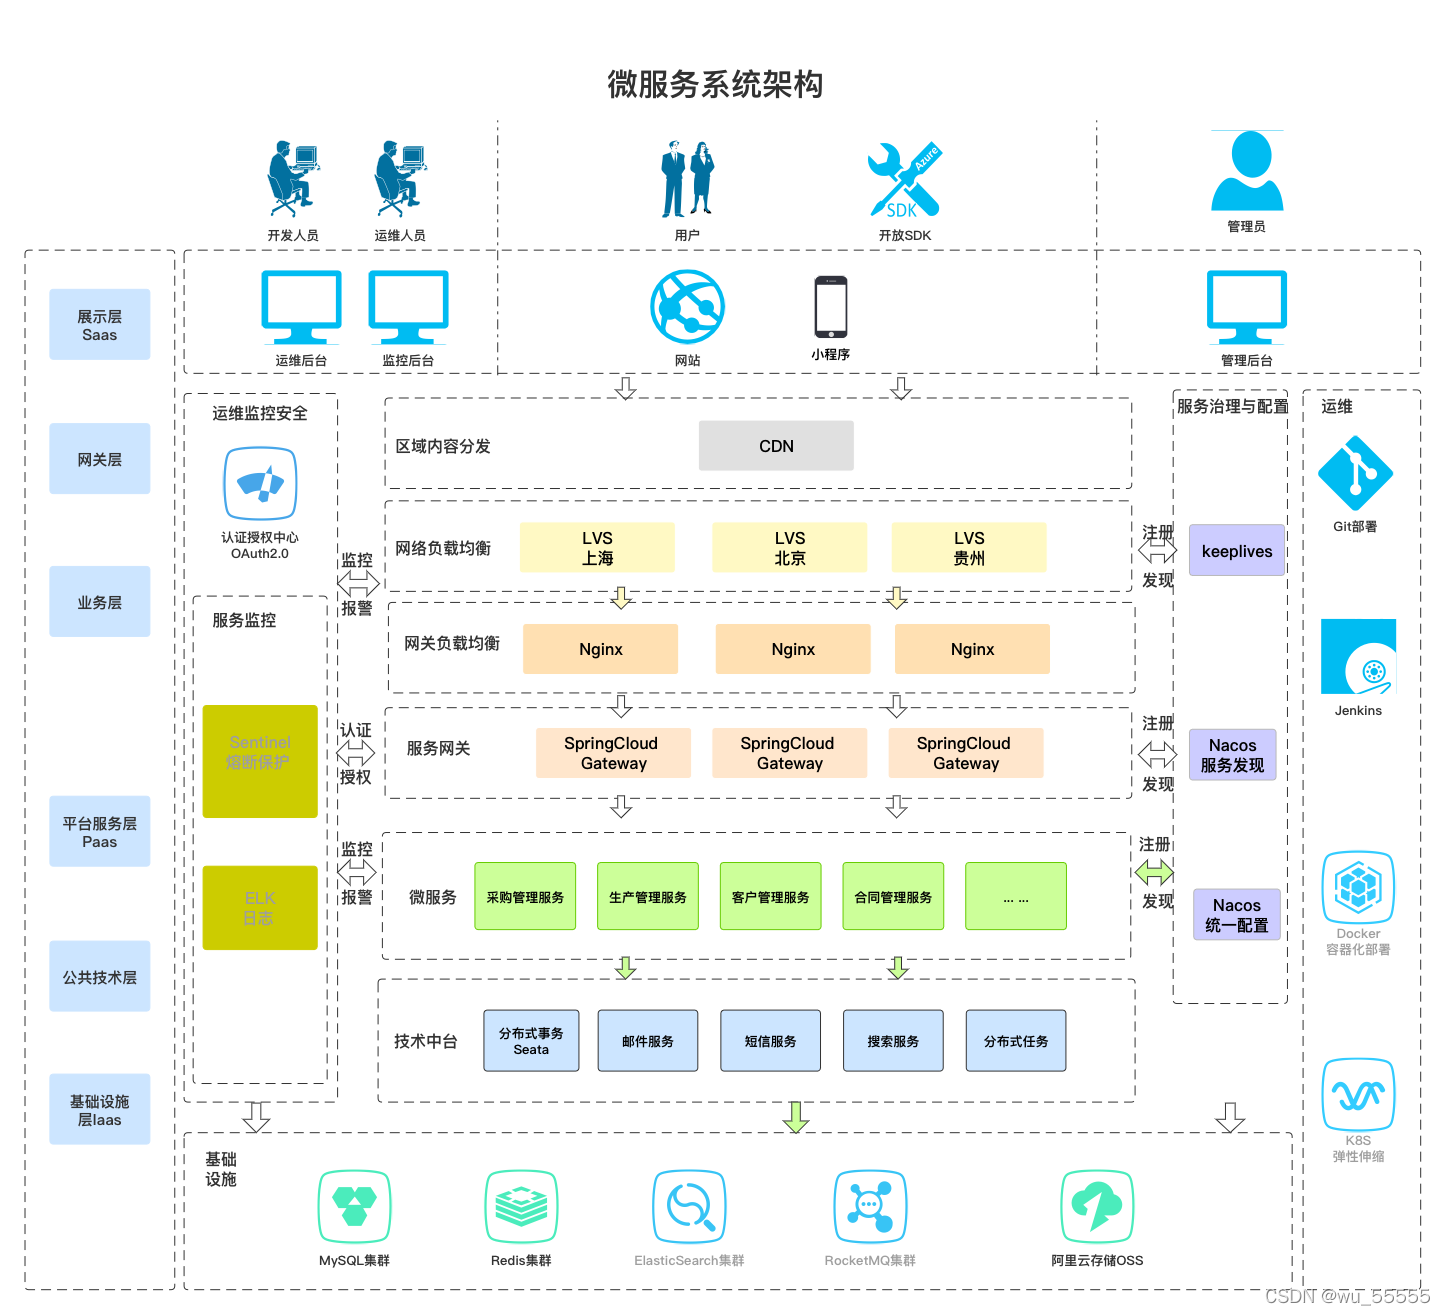 微服务系统架构
开发人员
运维人员
用户
Azure
SDK
开放SDK
管理员
运维后台
监控后台
网站
小程序
管理后台
展示层
Saas
网关层
业务层
平台服务层
Paas
公共技术层
基础设施
层Iaas
运维监控安全
认证授权中心
OAuth2.0
服务监控
Sentinel
熔断保护
ELK
日志
监控
报警
认证
授权
监控
报警
区域内容分发
CDN
网络负载均衡
LVS
上海
LVS
北京
LVS
贵州
网关负载均衡
Nginx
Nginx
Nginx
服务网关
SpringCloud
Gateway
SpringCloud
Gateway
SpringCloud
Gateway
微服务
采购管理服务
生产管理服务
客户管理服务
合同管理服务
... ...
技术中台
分布式事务
Seata
邮件服务
短信服务
搜索服务
分布式任务
注册
发现
注册
发现
注册
发现
服务治理与配置
keeplives
Nacos
服务发现
Nacos
统一配置
运维
Git部署
Jenkins
Docker
容器化部署
K8S
弹性伸缩
基础
设施
MySQL集群
Redis集群
ElasticSearch集群
RocketMQ集群
阿里云存储OSS
CSDN @wu_55555